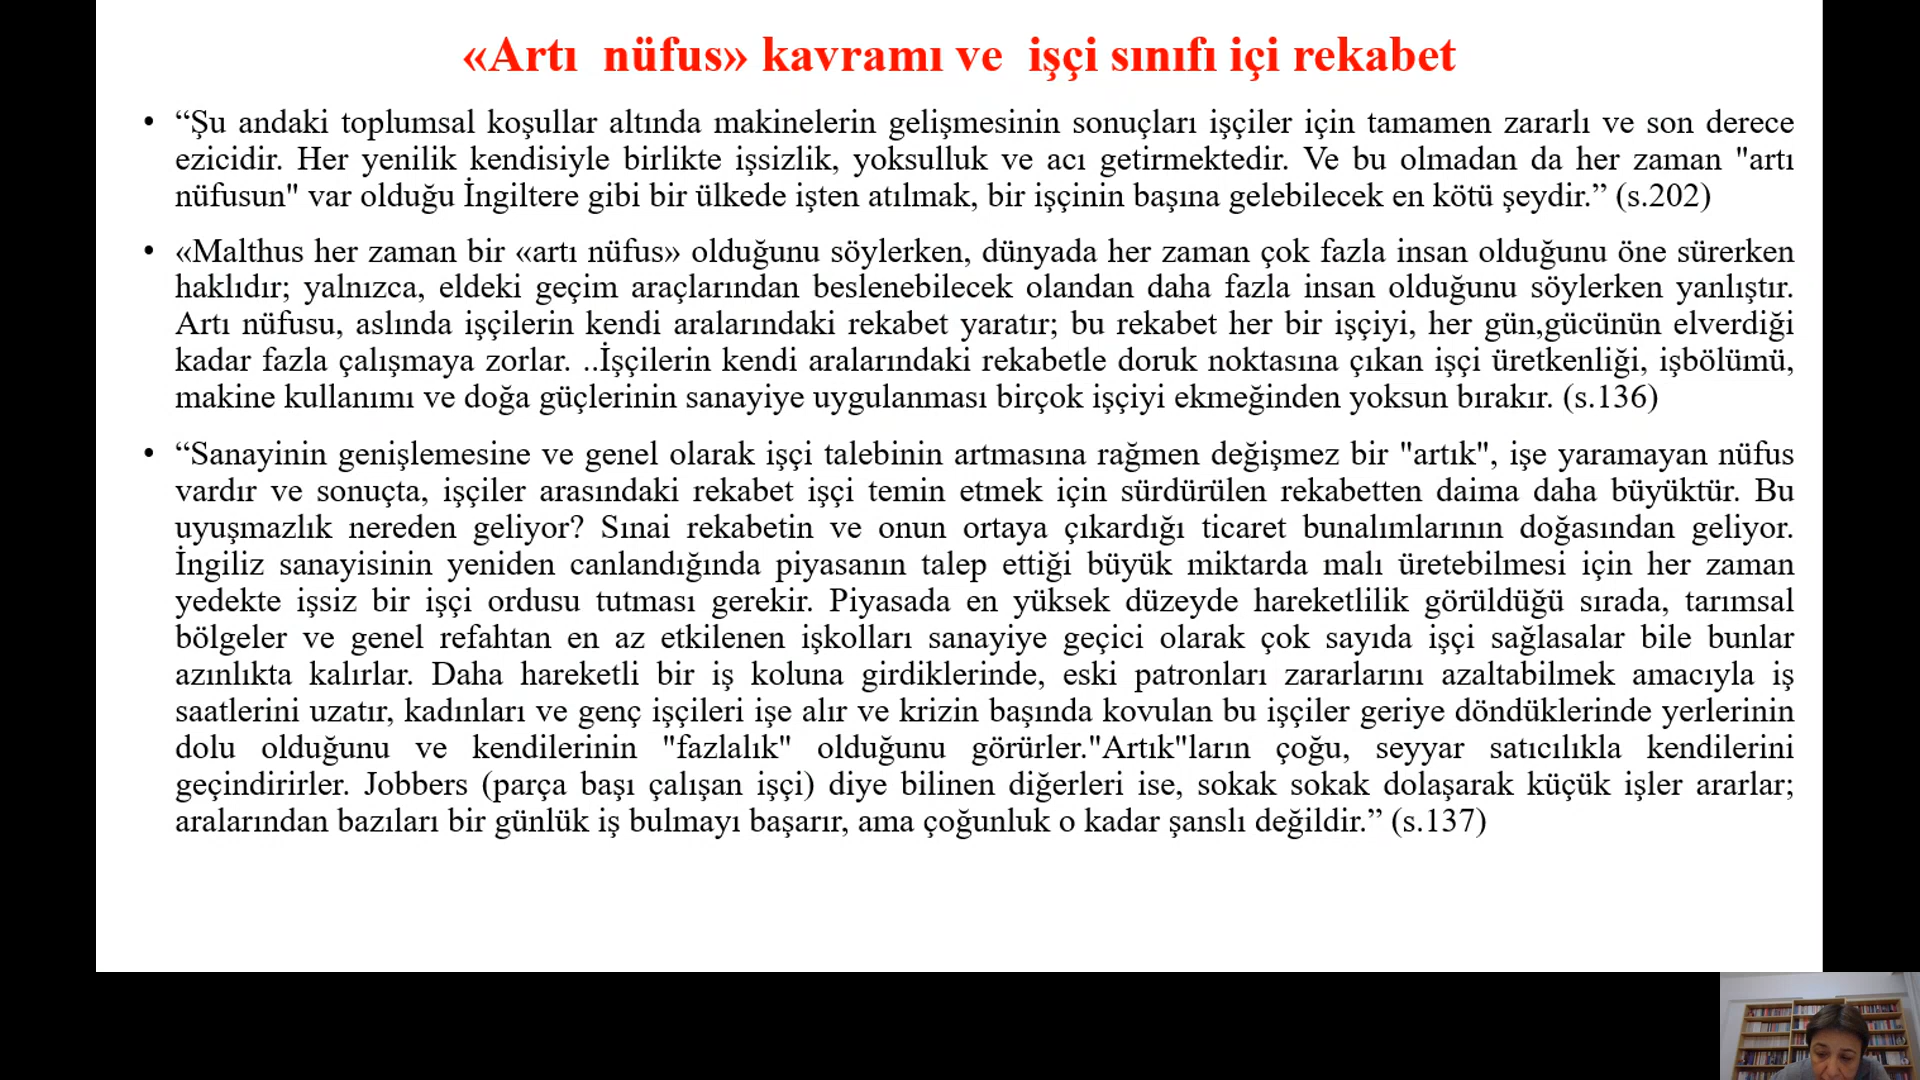 «Artı nüfus» kavramı ve işçi sınıfı içi rekabet
• “Şu andaki toplumsal koşullar altında makinelerin gelişmesinin sonuçları işçiler için tamamen zararlı ve son derece
ezicidir. Her yenilik kendisiyle birlikte işsizlik, yoksulluk ve acı getirmektedir. Ve bu olmadan da her zaman "artı
nüfusun" var olduğu İngiltere gibi bir ülkede işten atılmak, bir işçinin başına gelebilecek en kötü şeydir.” (s.202)
• «Malthus her zaman bir «artı nüfus» olduğunu söylerken, dünyada her zaman çok fazla insan olduğunu öne sürerken
haklıdır; yalnızca, eldeki geçim araçlarından beslenebilecek olandan daha fazla insan olduğunu söylerken yanlıştır.
Artı nüfusu, aslında işçilerin kendi aralarındaki rekabet yaratır; bu rekabet her bir işçiyi, her gün,gücünün elverdiği
kadar fazla çalışmaya zorlar. ..İşçilerin kendi aralarındaki rekabetle doruk noktasına çıkan işçi üretkenliği, işbölümü,
makine kullanımı ve doğa güçlerinin sanayiye uygulanması birçok işçiyi ekmeğinden yoksun bırakır. (s.136)
• “Sanayinin genişlemesine ve genel olarak işçi talebinin artmasına rağmen değişmez bir "artık", işe yaramayan nüfus
vardır ve sonuçta, işçiler arasındaki rekabet işçi temin etmek için sürdürülen rekabetten daima daha büyüktür. Bu
uyuşmazlık nereden geliyor? Sınai rekabetin ve onun ortaya çıkardığı ticaret bunalımlarının doğasından geliyor.
İngiliz sanayisinin yeniden canlandığında piyasanın talep ettiği büyük miktarda malı üretebilmesi için her zaman
yedekte işsiz bir işçi ordusu tutması gerekir. Piyasada en yüksek düzeyde hareketlilik görüldüğü sırada, tarımsal
bölgeler ve genel refahtan en az etkilenen işkolları sanayiye geçici olarak çok sayıda işçi sağlasalar bile bunlar
azınlıkta kalırlar. Daha hareketli bir iş koluna girdiklerinde, eski patronları zararlarını azaltabilmek amacıyla iş
saatlerini uzatır, kadınları ve genç işçileri işe alır ve krizin başında kovulan bu işçiler geriye döndüklerinde yerlerinin
dolu olduğunu ve kendilerinin "fazlalık" olduğunu görürler."Artık"ların çoğu, seyyar satıcılıkla kendilerini
geçindirirler. Jobbers (parça başı çalışan işçi) diye bilinen diğerleri ise, sokak sokak dolaşarak küçük işler ararlar;
aralarından bazıları bir günlük iş bulmayı başarır, ama çoğunluk o kadar şanslı değildir.” (s.137)